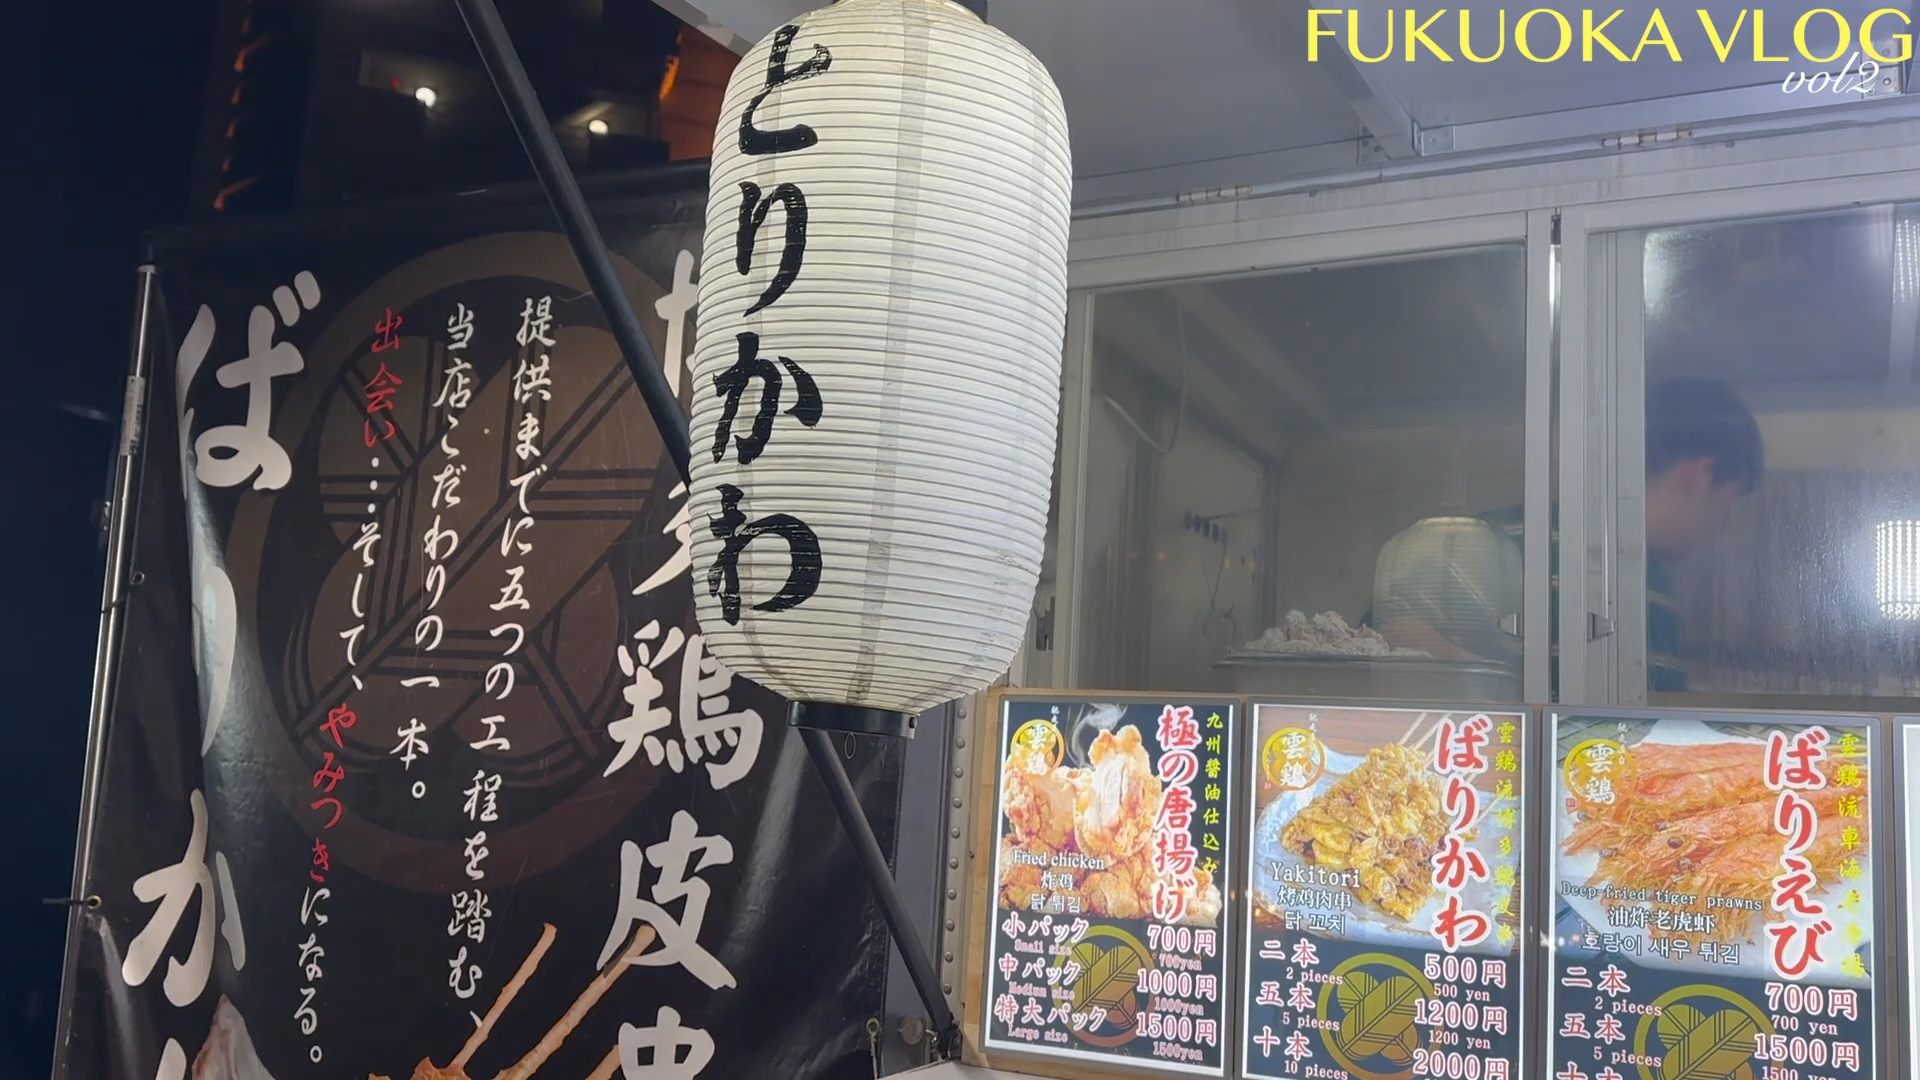 FUKUOKA VLOG
vol2
とりかわ
鶏皮串
提供までに五つの工程を踏む、
当店こだわりの一本。
出会い…そして、やみつきになる。
ばりか
九州醤油仕込み
極の唐揚げ
雲鶏
Fried chicken
炸鸡
닭 튀김
小パック 700円
Small size 700yen
中パック 1000円
Medium size 1000yen
特大パック 1500円
Large size 1500yen
雲鶏流博多鶏皮串
ばりかわ
雲鶏
Yakitori
烤鸡肉串
닭 꼬치
二本 500円
2 pieces 500 yen
五本 1200円
5 pieces 1200 yen
十本 2000円
10 pieces
雲鶏流車海老
ばりえび
雲鶏
Deep-fried tiger prawns
油炸老虎虾
호랑이 새우 튀김
二本 700円
2 pieces 700 yen
五本 1500円
5 pieces 1500 yen